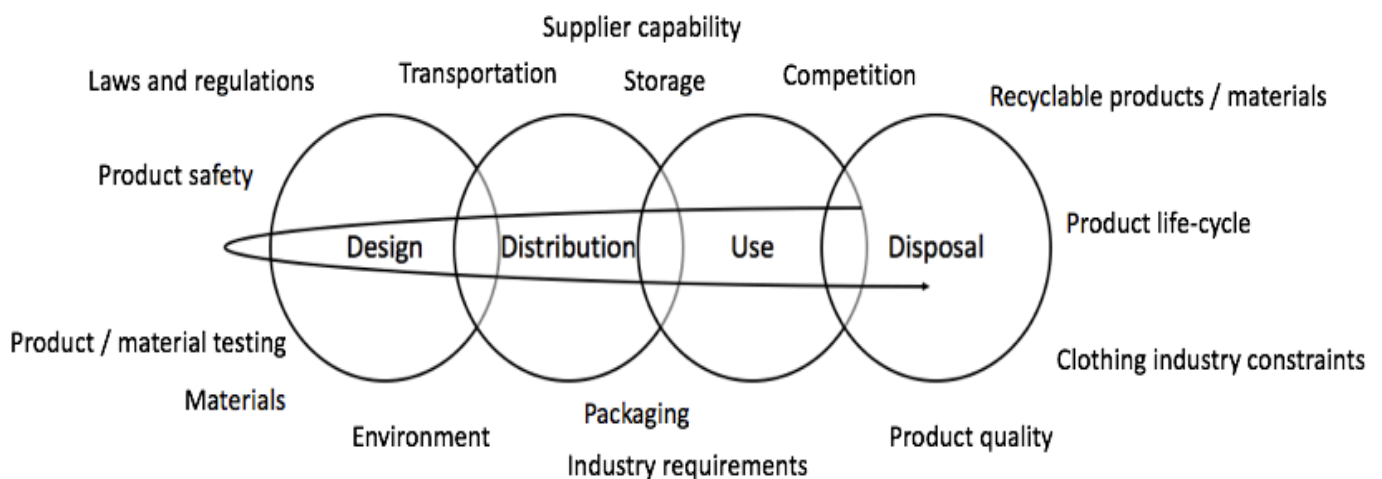 Supplier capability
Laws and regulations
Transportation
Storage
Competition
Recyclable products / materials
Product safety
Product life-cycle
Design
Distribution
Use
Disposal
Product / material testing
Clothing industry constraints
Materials
Packaging
Environment
Product quality
Industry requirements